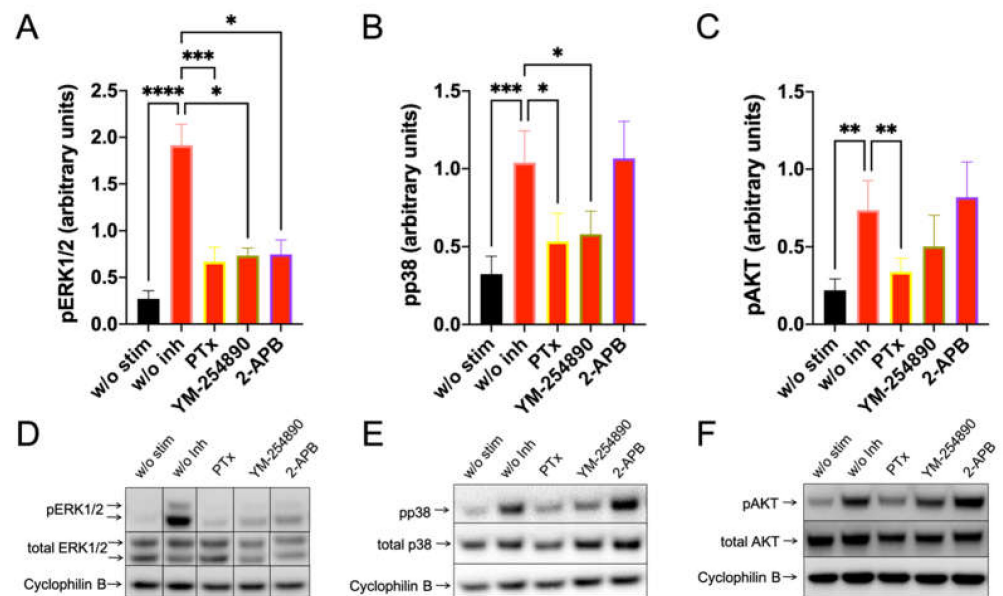 A
B
C
*
***
****
*
pERK1/2 (arbitrary units)
2.5
2.0
1.5
1.0
0.5
0.0
w/o stim
w/o inh
PTx
YM-254890
2-APB
*
***
*
pp38 (arbitrary units)
1.5
1.0
0.5
0.0
w/o stim
w/o inh
PTx
YM-254890
2-APB
**
**
pAKT (arbitrary units)
1.5
1.0
0.5
0.0
w/o stim
w/o inh
PTx
YM-254890
2-APB
D
w/o stim
w/o Inh
PTx
YM-254890
2-APB
pERK1/2
total ERK1/2
Cyclophilin B
E
w/o stim
w/o Inh
PTx
YM-254890
2-APB
pp38
total p38
Cyclophilin B
F
w/o stim
w/o Inh
PTx
YM-254890
2-APB
pAKT
total AKT
Cyclophilin B